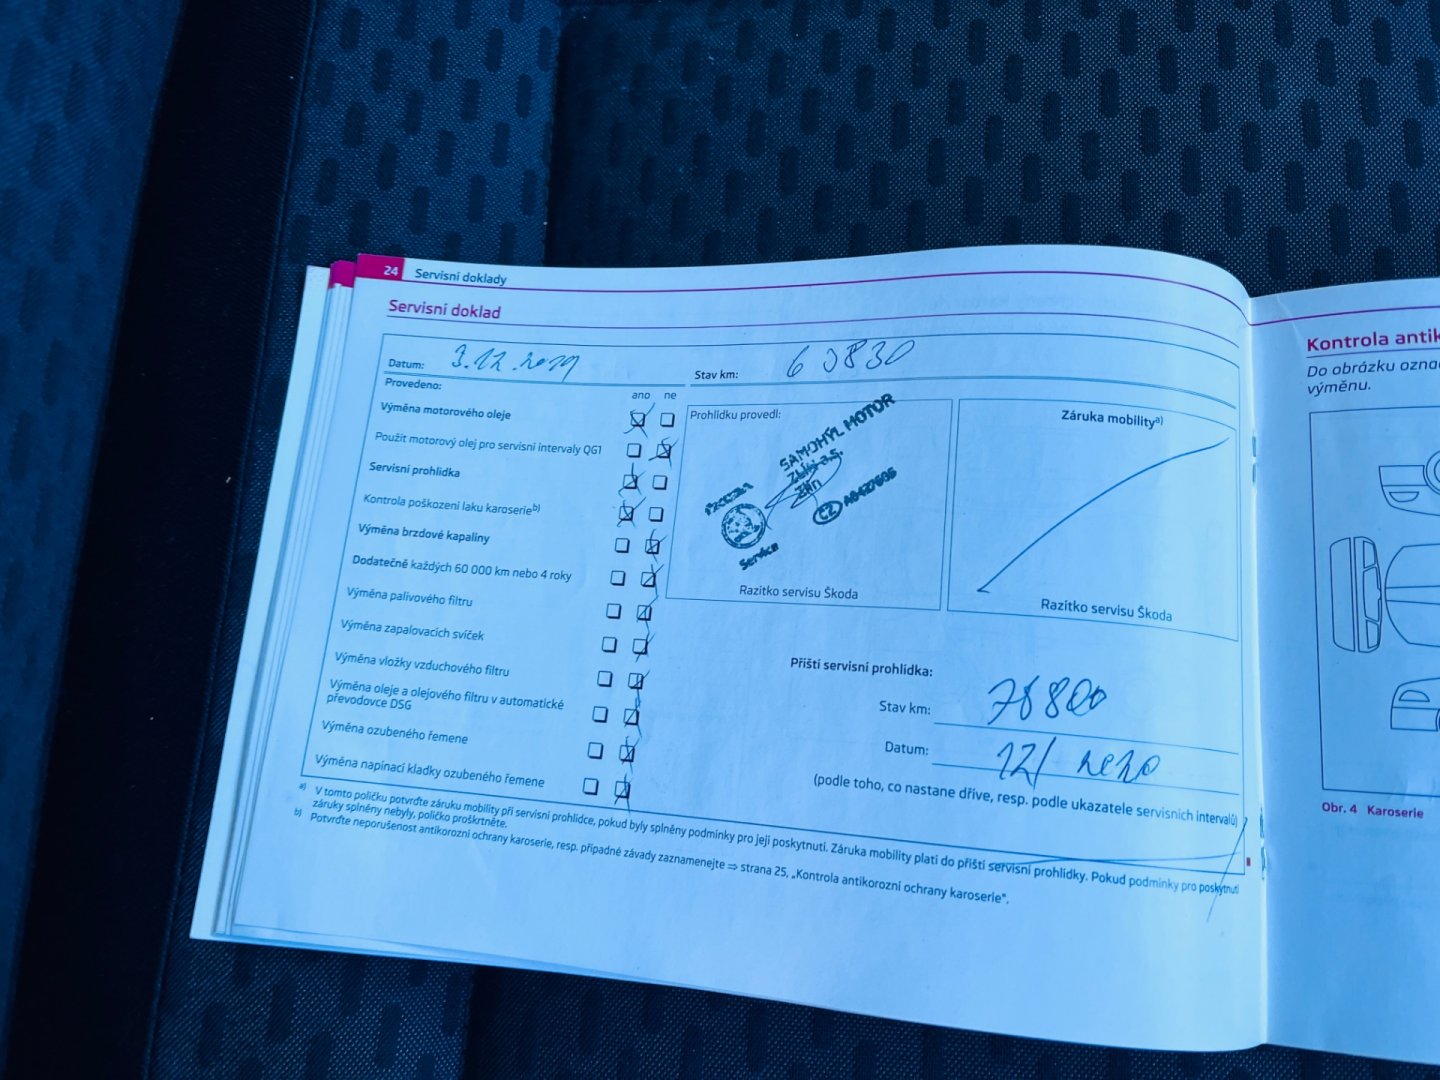 24 Servisní doklady
Servisní doklad
Datum: 3.12.2019 Stav km: 60830
Provedeno:
ano ne
Výměna motorového oleje
Použit motorový olej pro servisní intervaly QG1
Servisní prohlídka
Kontrola poškození laku karoserieb)
Výměna brzdové kapaliny
Dodatečně každých 60 000 km nebo 4 roky
Výměna palivového filtru
Výměna zapalovacích svíček
Výměna vložky vzduchového filtru
Výměna oleje a olejového filtru v automatické
převodovce DSG
Výměna ozubeného řemene
Výměna napínací kladky ozubeného řemene
Prohlídku provedl:
SAMOHÝL MOTOR
Zlín a.s.
Zlín
CZ
Service
Razítko servisu Škoda
Záruka mobilitya)
Razítko servisu Škoda
Příští servisní prohlídka:
Stav km: 78800
Datum: 12/2020
(podle toho, co nastane dříve, resp. podle ukazatele servisních intervalů)
a) V tomto políčku potvrďte záruku mobility při servisní prohlídce, pokud byly splněny podmínky pro její poskytnutí. Záruka mobility platí do příští servisní prohlídky. Pokud podmínky pro poskytnutí
záruky splněny nebyly, políčko proškrtněte.
b) Potvrďte neporušenost antikorozní ochrany karoserie, resp. případné závady zaznamenejte ⇒ strana 25, „Kontrola antikorozní ochrany karoserie".
Kontrola antik
Do obrázku označ
výměnu.
Obr. 4 Karoserie